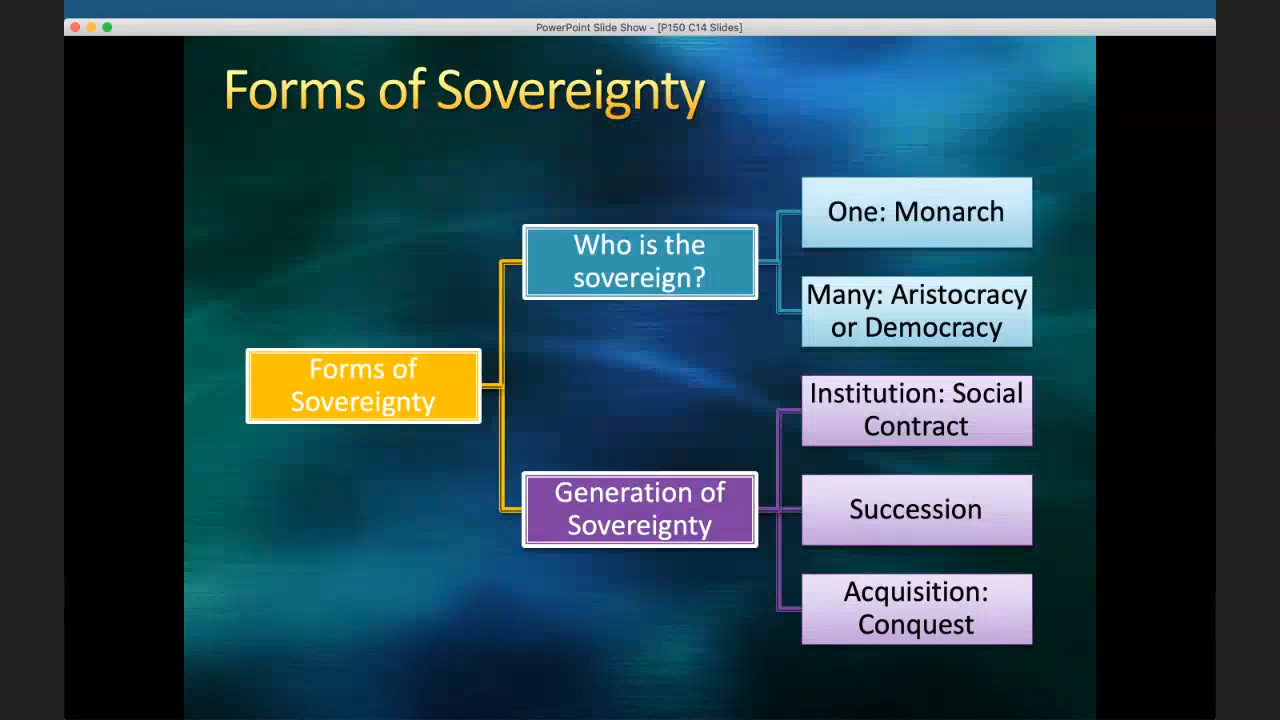 PowerPoint Slide Show - [P150 C14 Slides]
Forms of Sovereignty
One: Monarch
Who is the
sovereign?
Many: Aristocracy
or Democracy
Forms of
Sovereignty
Institution: Social
Contract
Generation of
Sovereignty
Succession
Acquisition:
Conquest